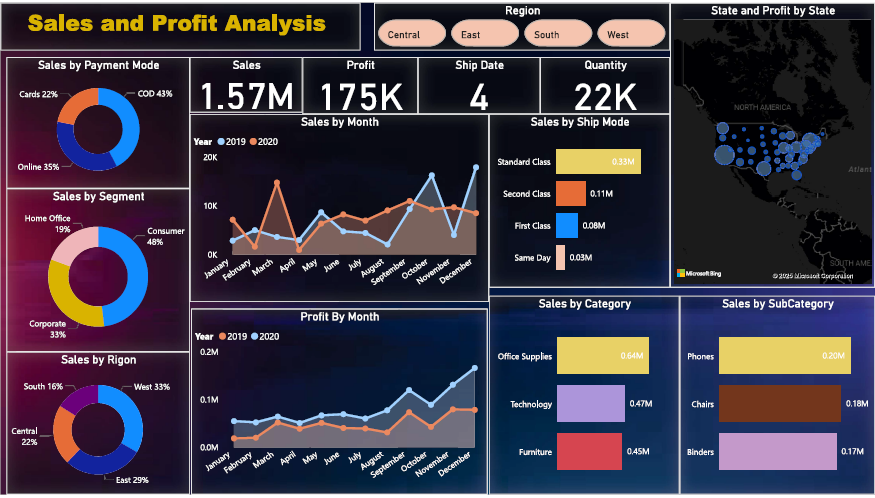 Sales and Profit Analysis
Region
Central
East
South
West
State and Profit by State
NORTH AMERICA
Atlant
SOUTH AME
Microsoft Bing
© 2025 Microsoft Corporation
Sales by Payment Mode
Cards 22%
COD 43%
Online 35%
Sales
1.57M
Profit
175K
Ship Date
4
Quantity
22K
Sales by Month
Year 2019 2020
20K
10K
0K
January
February
March
April
May
June
July
August
September
October
November
December
Sales by Ship Mode
Standard Class 0.33M
Second Class 0.11M
First Class 0.08M
Same Day 0.03M
Sales by Segment
Home Office
19%
Consumer
48%
Corporate
33%
Profit By Month
Year 2019 2020
0.2M
0.1M
0.0M
January
February
March
April
May
June
July
August
September
October
November
December
Sales by Category
Office Supplies 0.64M
Technology 0.47M
Furniture 0.45M
Sales by SubCategory
Phones 0.20M
Chairs 0.18M
Binders 0.17M
Sales by Rigon
South 16%
West 33%
Central
22%
East 29%